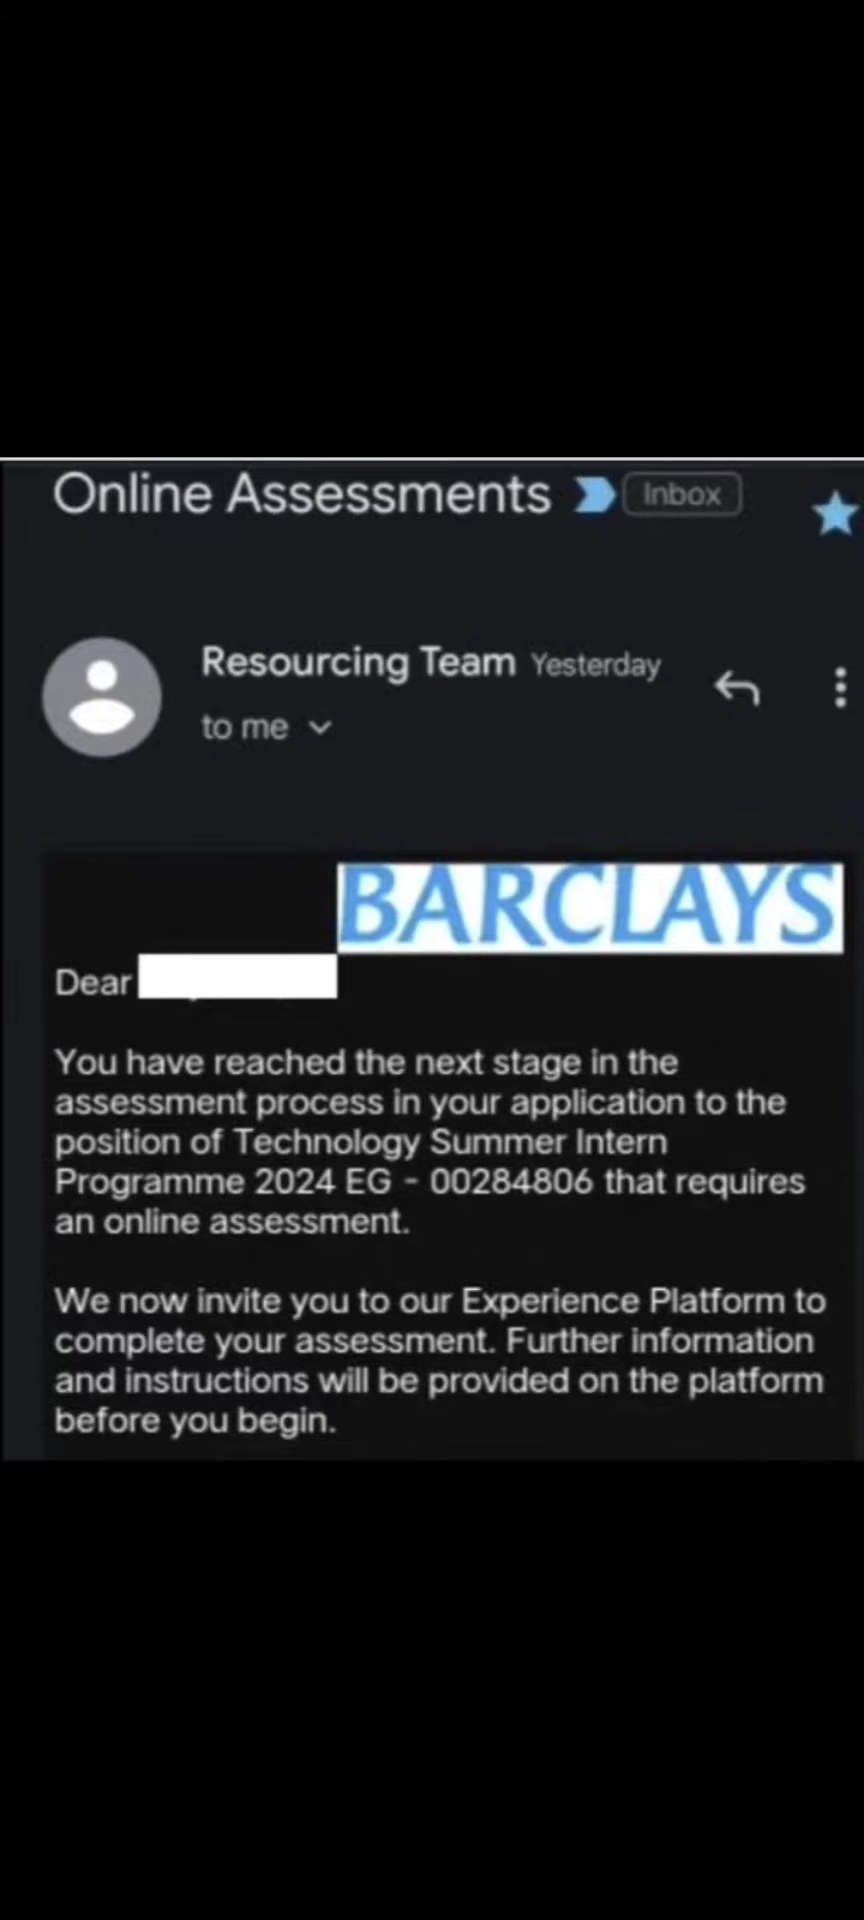 Online Assessments Inbox
Resourcing Team Yesterday
to me
BARCLAYS
Dear
You have reached the next stage in the
assessment process in your application to the
position of Technology Summer Intern
Programme 2024 EG - 00284806 that requires
an online assessment.
We now invite you to our Experience Platform to
complete your assessment. Further information
and instructions will be provided on the platform
before you begin.